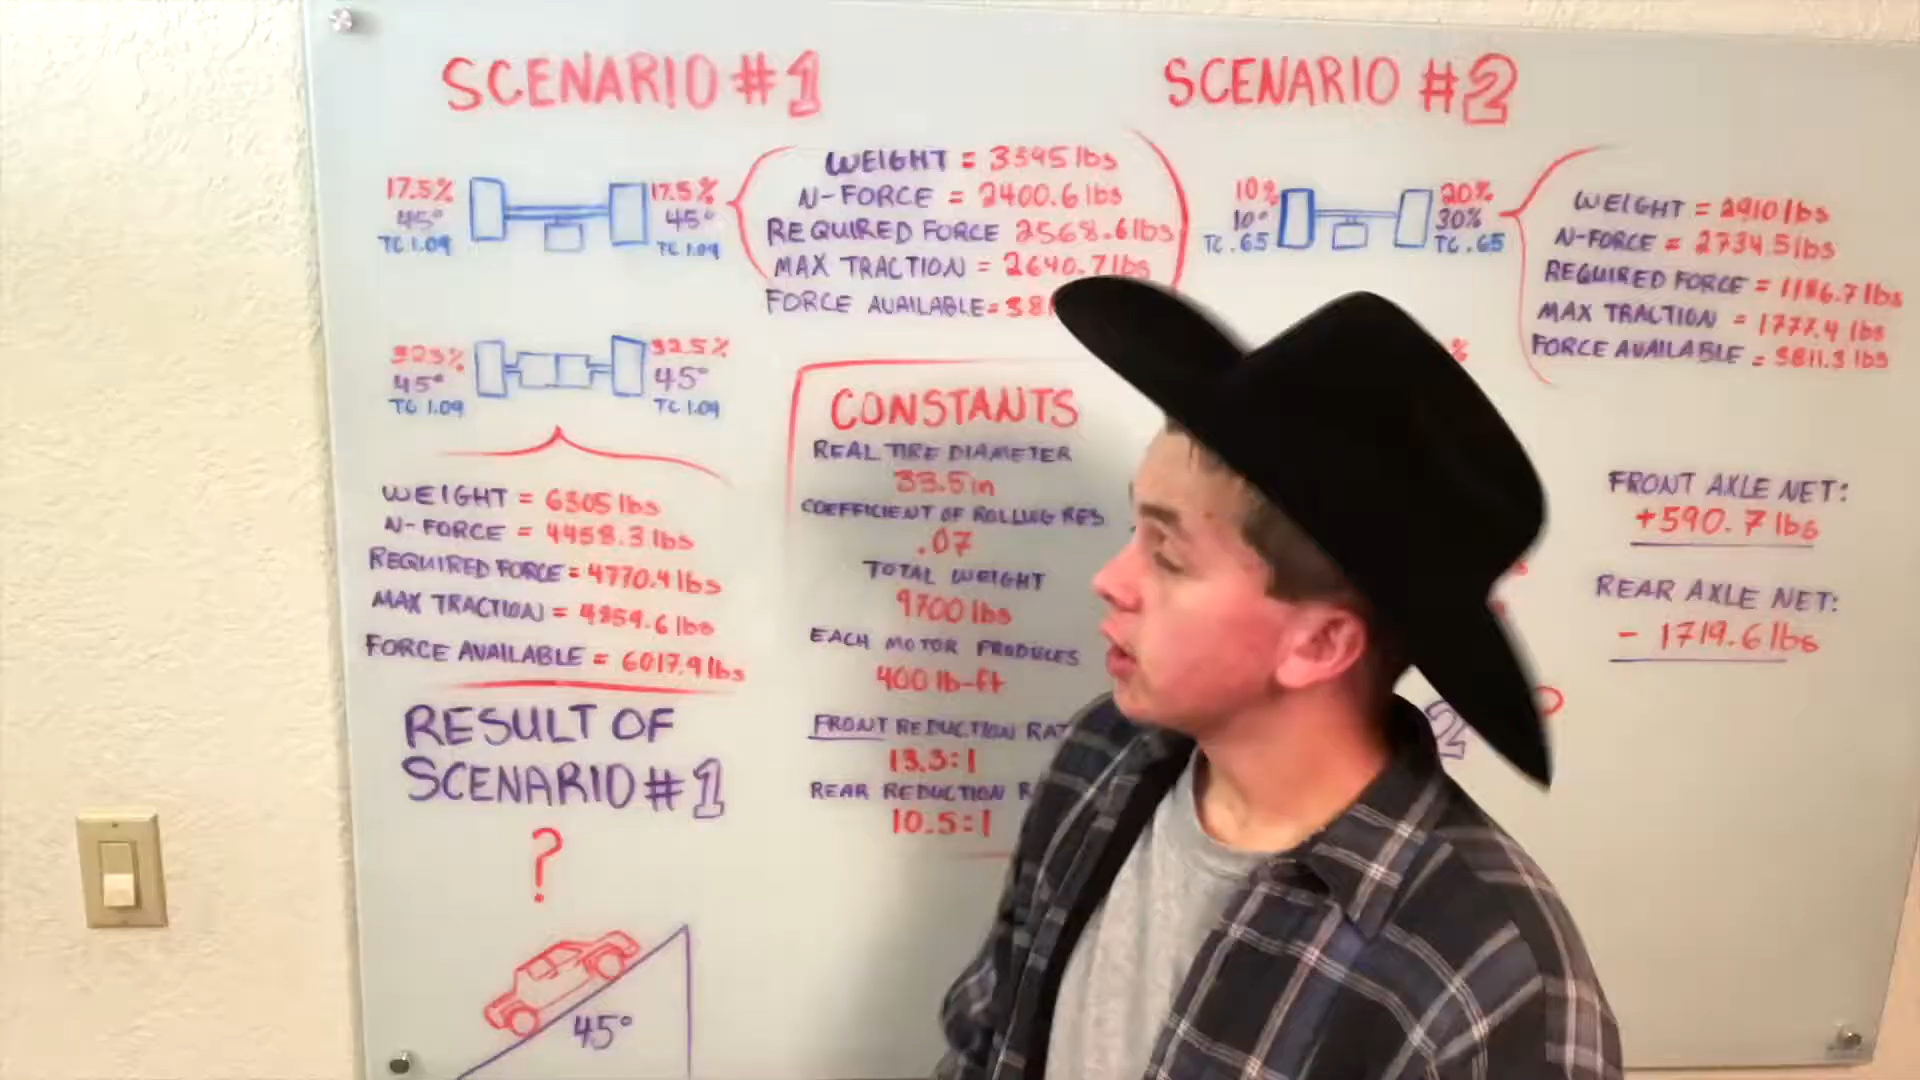 SCENARIO #1
17.5%
45°
TC 1.09
17.5%
45°
TC 1.09
WEIGHT = 3395 lbs
N-FORCE = 2400.6 lbs
REQUIRED FORCE 2568.6 lbs
MAX TRACTION = 2640.7 lbs
FORCE AVAILABLE =
32.5%
45°
TC 1.09
32.5%
45°
TC 1.09
WEIGHT = 6305 lbs
N-FORCE = 4458.3 lbs
REQUIRED FORCE = 4770.4 lbs
MAX TRACTION = 4859.6 lbs
FORCE AVAILABLE = 6017.9 lbs
RESULT OF
SCENARIO #1
?
45°
CONSTANTS
REAL TIRE DIAMETER
33.5 in
COEFFICIENT OF ROLLING RES
.07
TOTAL WEIGHT
9700 lbs
EACH MOTOR PRODUCES
400 lb-ft
FRONT REDUCTION RAT
13.3:1
REAR REDUCTION R
10.5:1
SCENARIO #2
10%
10°
TC .65
20%
30%
TC .65
WEIGHT = 2910 lbs
N-FORCE = 2734.5 lbs
REQUIRED FORCE = 1186.7 lbs
MAX TRACTION = 1777.4 lbs
FORCE AVAILABLE = 3811.3 lbs
%
FRONT AXLE NET:
+590.7 lbs
REAR AXLE NET:
- 1719.6 lbs
2